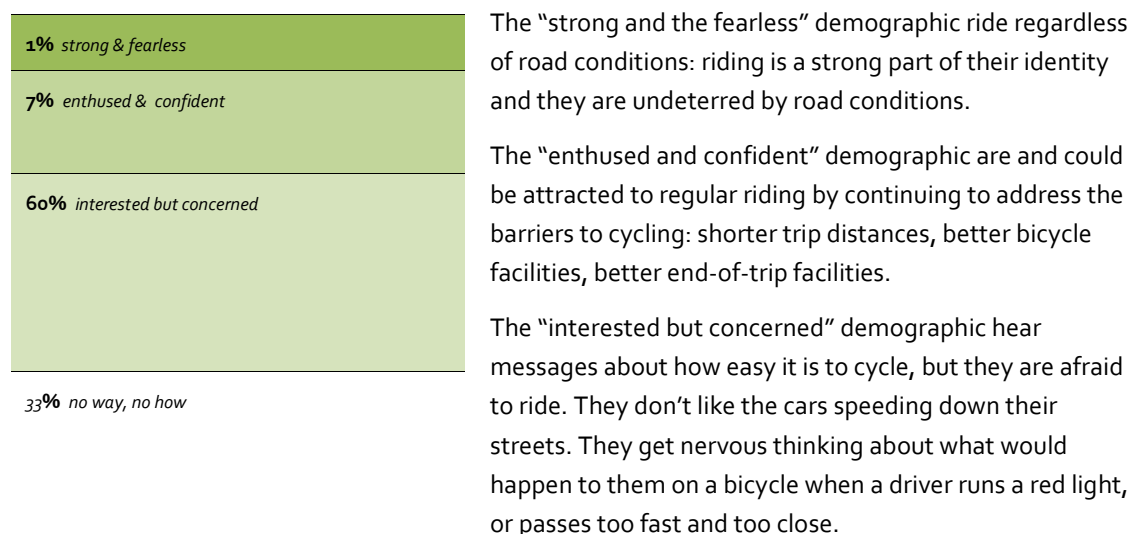 1% strong & fearless
7% enthused & confident
60% interested but concerned
33% no way, no how
The “strong and the fearless” demographic ride regardless
of road conditions: riding is a strong part of their identity
and they are undeterred by road conditions.
The “enthused and confident” demographic are and could
be attracted to regular riding by continuing to address the
barriers to cycling: shorter trip distances, better bicycle
facilities, better end-of-trip facilities.
The “interested but concerned” demographic hear
messages about how easy it is to cycle, but they are afraid
to ride. They don’t like the cars speeding down their
streets. They get nervous thinking about what would
happen to them on a bicycle when a driver runs a red light,
or passes too fast and too close.